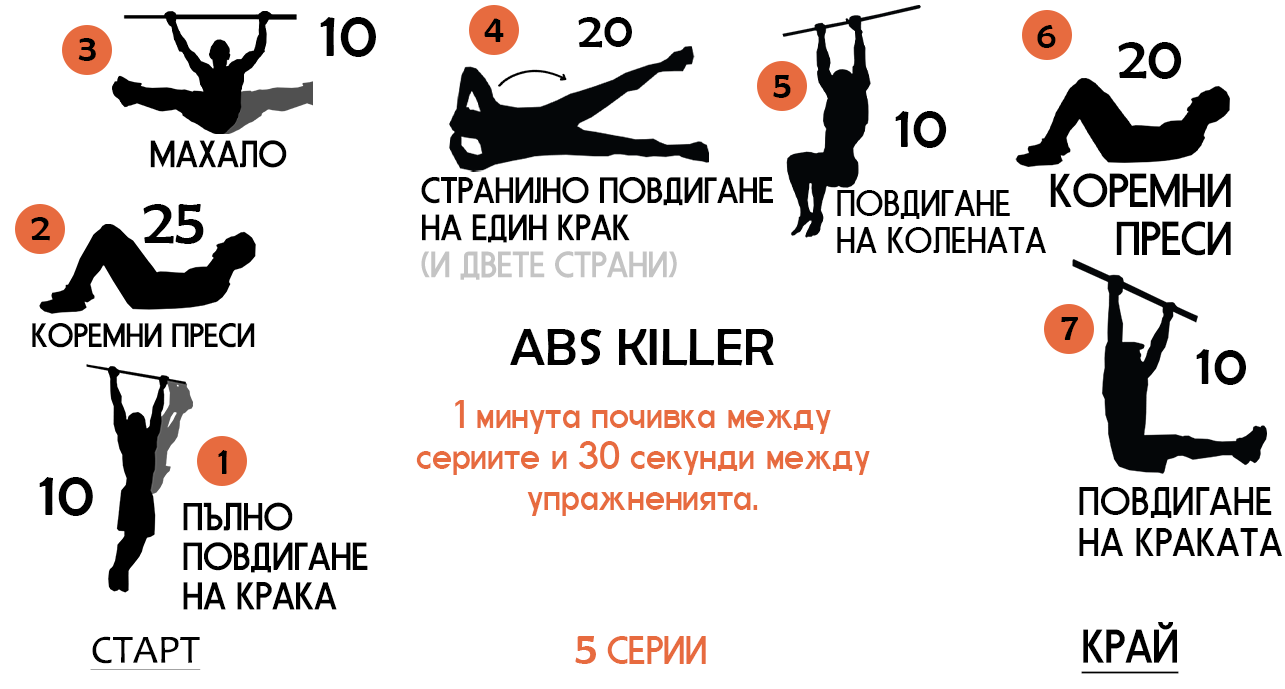 3
10
МАХАЛО
4
20
СТРАНИЈНО ПОВДИГАНЕ
НА ЕДИН КРАК
(И ДВЕТЕ СТРАНИ)
5
10
ПОВДИГАНЕ
НА КОЛЕНАТА
6
20
КОРЕМНИ
ПРЕСИ
2
25
КОРЕМНИ ПРЕСИ
ABS KILLER
1 минута почивка между
сериите и 30 секунди между
упражненията.
7
10
ПОВДИГАНЕ
НА КРАКАТА
1
10
ПЪЛНО
ПОВДИГАНЕ
НА КРАКА
СТАРТ
5 СЕРИИ
КРАЙ